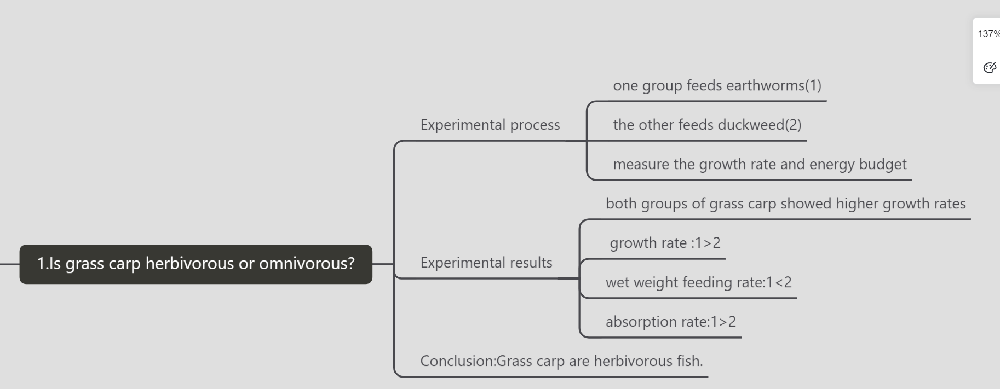 137%
one group feeds earthworms(1)
Experimental process
the other feeds duckweed(2)
measure the growth rate and energy budget
both groups of grass carp showed higher growth rates
growth rate :1>2
1.Is grass carp herbivorous or omnivorous?
Experimental results
wet weight feeding rate:1<2
absorption rate:1>2
Conclusion:Grass carp are herbivorous fish.